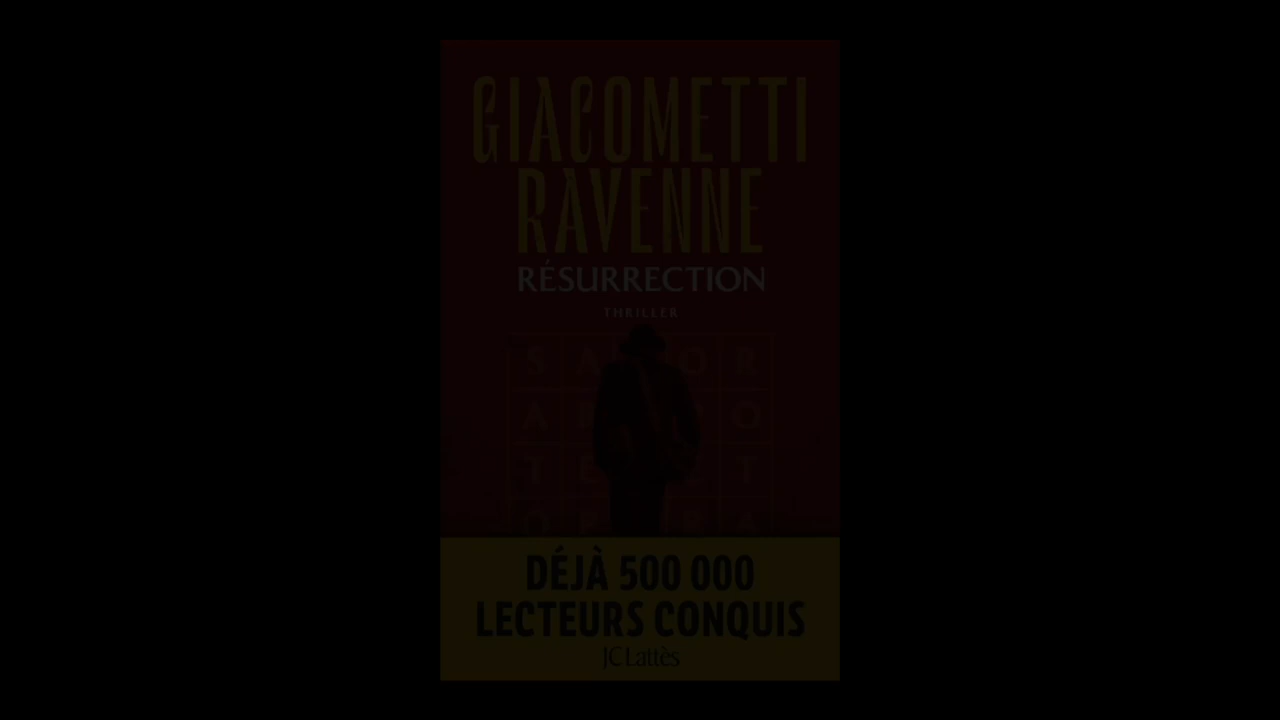 GIACOMETTI
RAVENNE
RÉSURRECTION
THRILLER
S A T O R
A R E P O
T E N E T
O P E R A
DÉJÀ 500 000
LECTEURS CONQUIS
JC Lattès